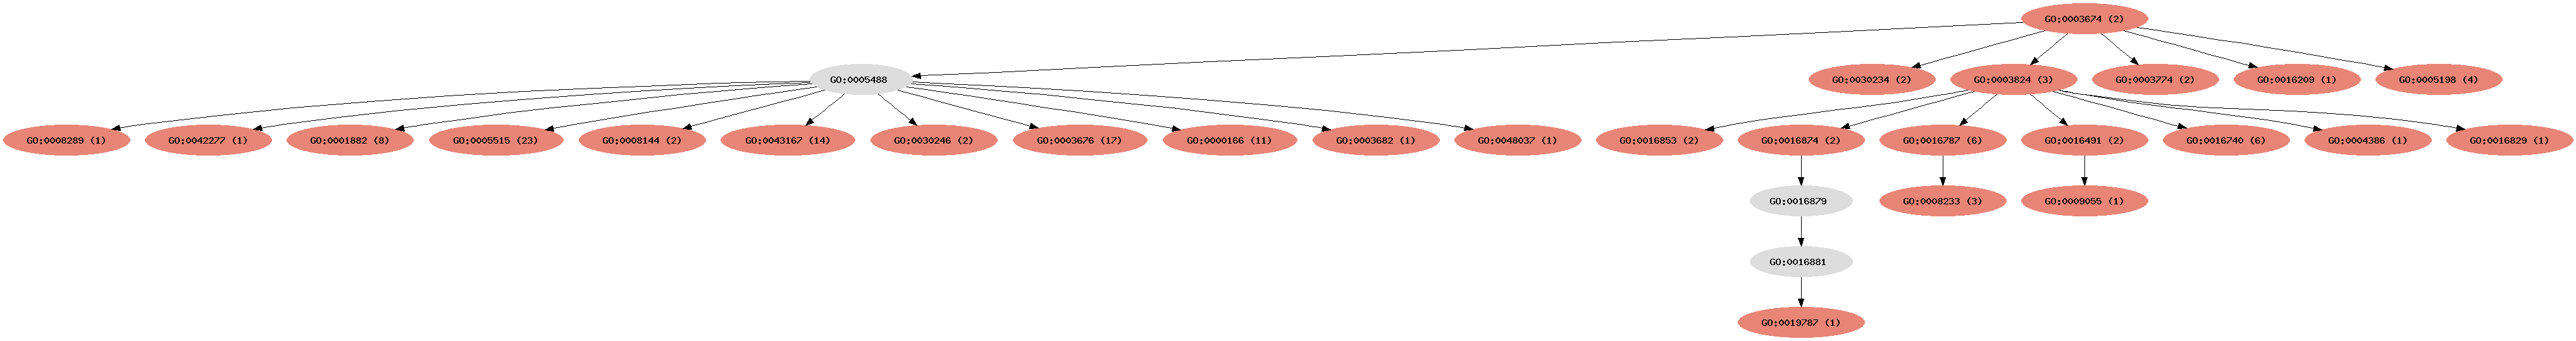 GO:0003674 (2)
GO:0005488
GO:0030234 (2)
GO:0003824 (3)
GO:0003774 (2)
GO:0016209 (1)
GO:0005198 (4)
GO:0008289 (1)
GO:0042277 (1)
GO:0001882 (8)
GO:0005515 (23)
GO:0008144 (2)
GO:0043167 (14)
GO:0030246 (2)
GO:0003676 (17)
GO:0000166 (11)
GO:0003682 (1)
GO:0048037 (1)
GO:0016853 (2)
GO:0016874 (2)
GO:0016787 (6)
GO:0016491 (2)
GO:0016740 (6)
GO:0004386 (1)
GO:0016829 (1)
GO:0016879
GO:0008233 (3)
GO:0009055 (1)
GO:0016881
GO:0019787 (1)